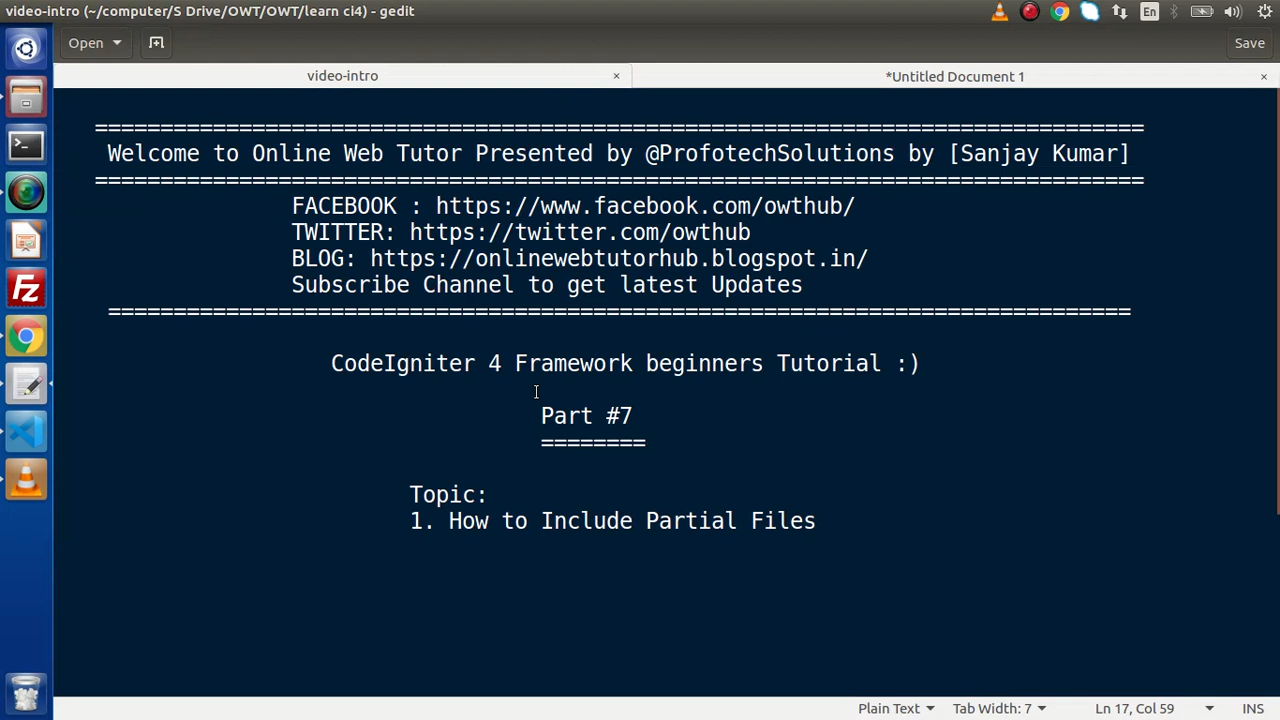 video-intro (~/computer/S Drive/OWT/OWT/learn ci4) - gedit
En
Open
Save
video-intro ×
*Untitled Document 1 ×
================================================================================
Welcome to Online Web Tutor Presented by @ProfotechSolutions by [Sanjay Kumar]
================================================================================
FACEBOOK : https://www.facebook.com/owthub/
TWITTER: https://twitter.com/owthub
BLOG: https://onlinewebtutorhub.blogspot.in/
Subscribe Channel to get latest Updates
==============================================================================
CodeIgniter 4 Framework beginners Tutorial :)
Part #7
========
Topic:
1. How to Include Partial Files
Plain Text Tab Width: 7 Ln 17, Col 59 INS